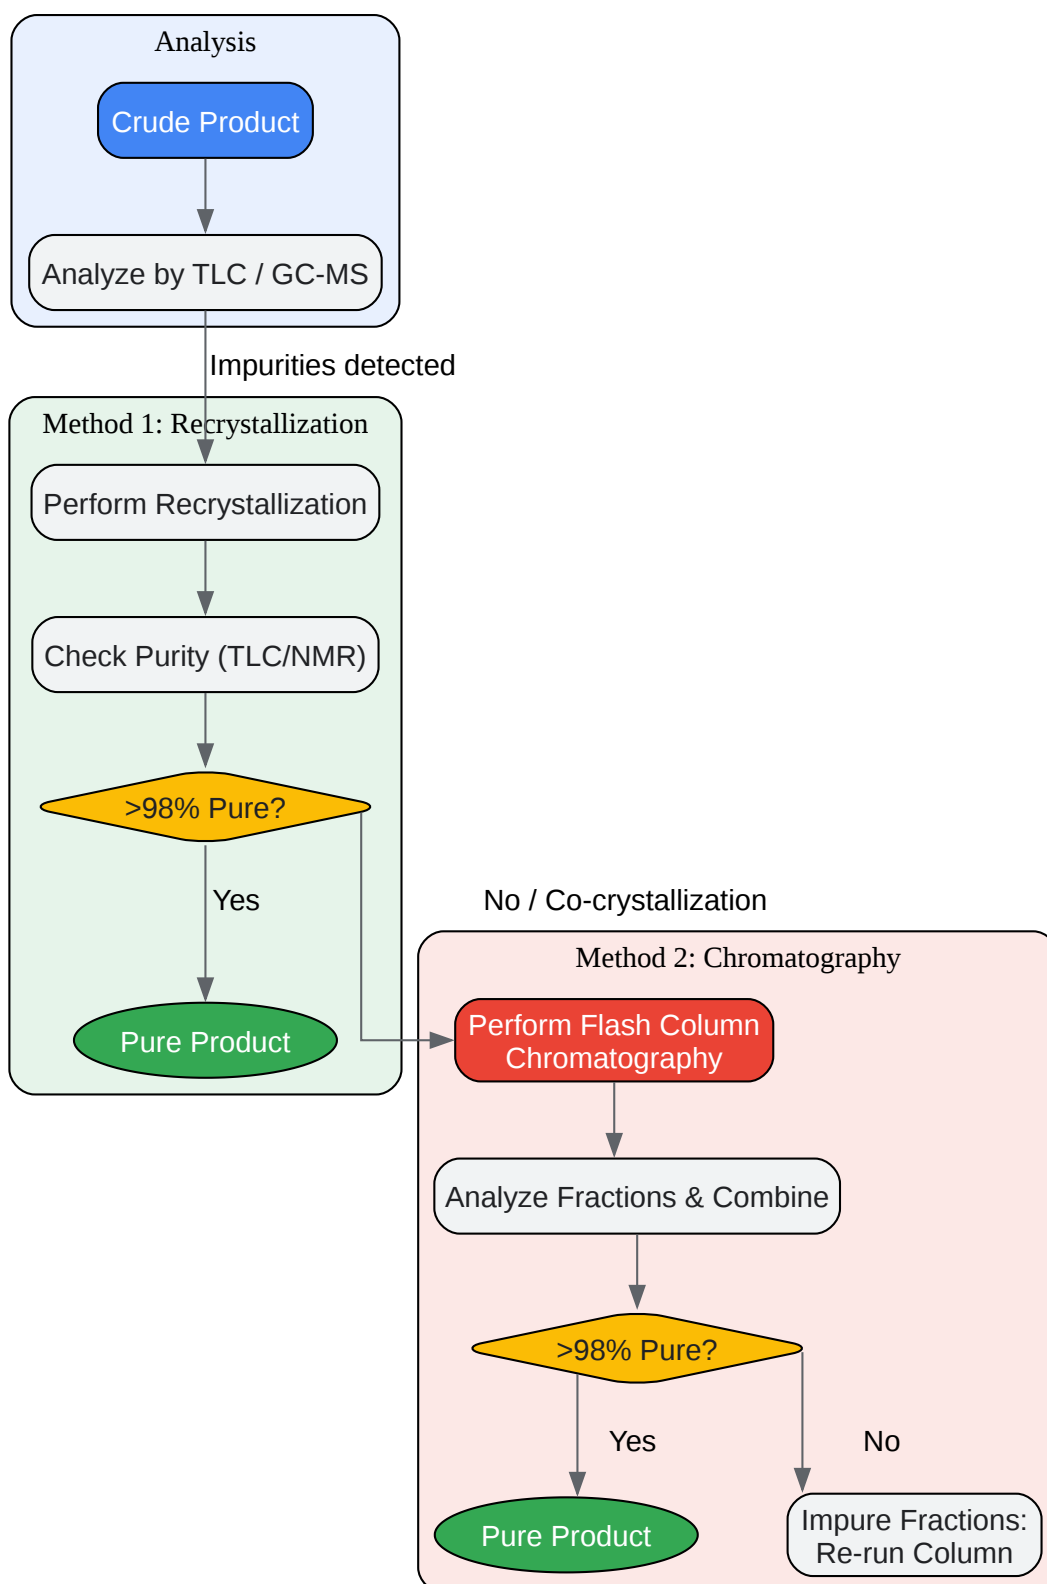 Analysis
Crude Product
Analyze by TLC / GC-MS
Impurities detected
Method 1: Recrystallization
Perform Recrystallization
Check Purity (TLC/NMR)
>98% Pure?
Yes
No / Co-crystallization
Pure Product
Method 2: Chromatography
Perform Flash Column
Chromatography
Analyze Fractions & Combine
>98% Pure?
Yes
No
Pure Product
Impure Fractions:
Re-run Column